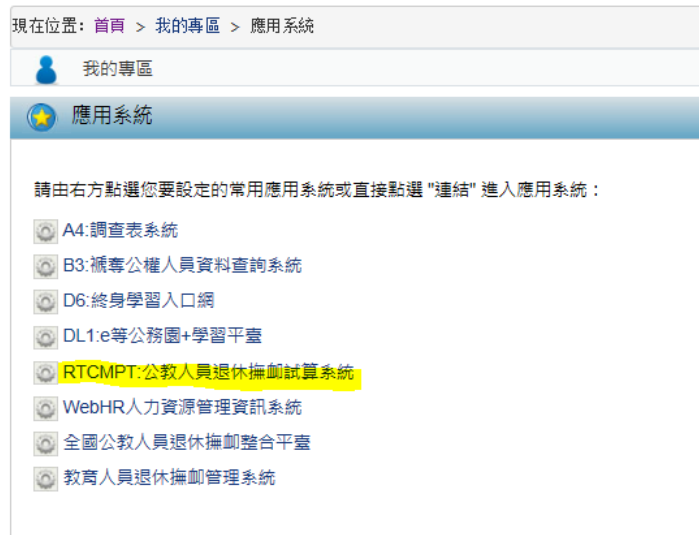 現在位置：首頁 > 我的專區 > 應用系統
我的專區
應用系統
請由右方點選您要設定的常用應用系統或直接點選 "連結" 進入應用系統：
A4:調查表系統
B3:褫奪公權人員資料查詢系統
D6:終身學習入口網
DL1:e等公務園+學習平臺
RTCMPT:公教人員退休撫卹試算系統
WebHR人力資源管理資訊系統
全國公教人員退休撫卹整合平臺
教育人員退休撫卹管理系統